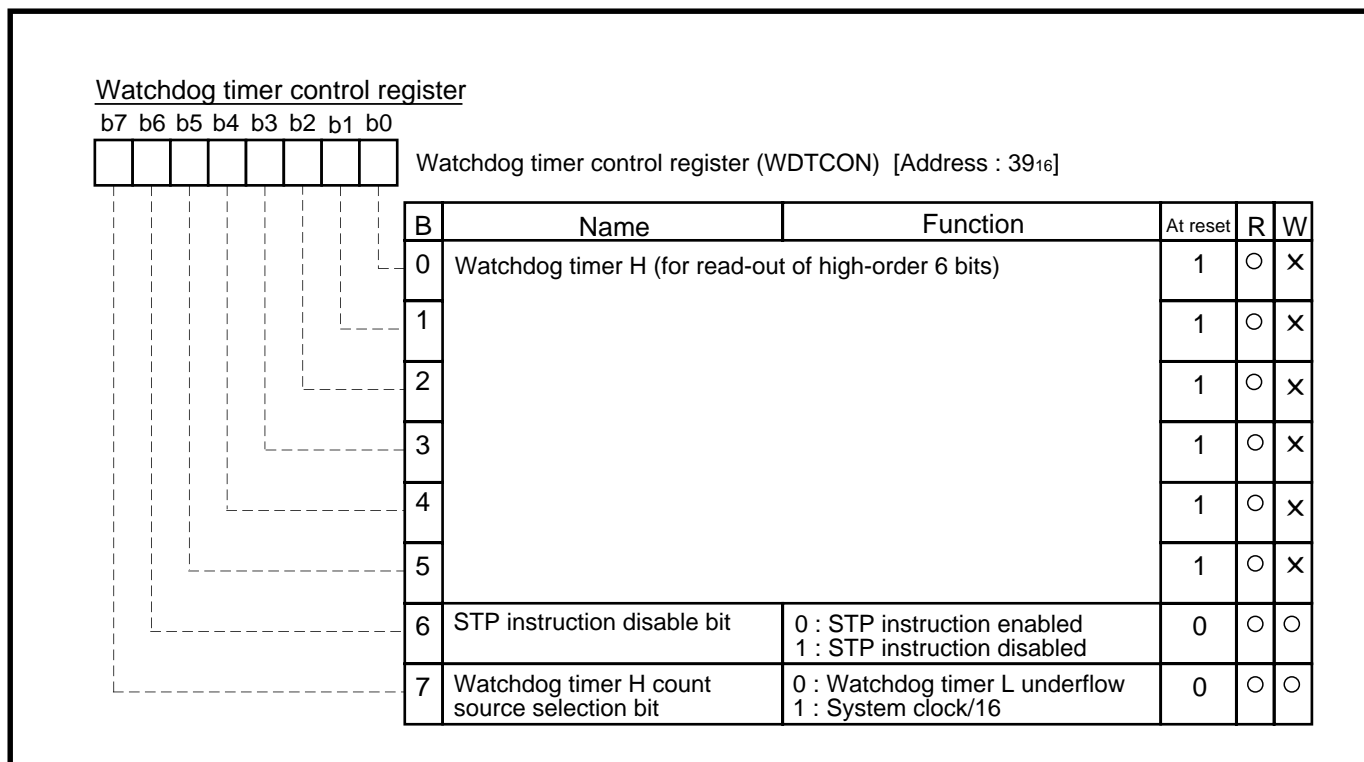 Watchdog timer control register
b7 b6 b5 b4 b3 b2 b1 b0
Watchdog timer control register (WDTCON) [Address : 39₁₆]
B Name Function At reset R W
0 Watchdog timer H (for read-out of high-order 6 bits) 1 ○ ×
1 1 ○ ×
2 1 ○ ×
3 1 ○ ×
4 1 ○ ×
5 1 ○ ×
6 STP instruction disable bit 0 : STP instruction enabled 0 ○ ○
1 : STP instruction disabled
7 Watchdog timer H count 0 : Watchdog timer L underflow 0 ○ ○
source selection bit 1 : System clock/16